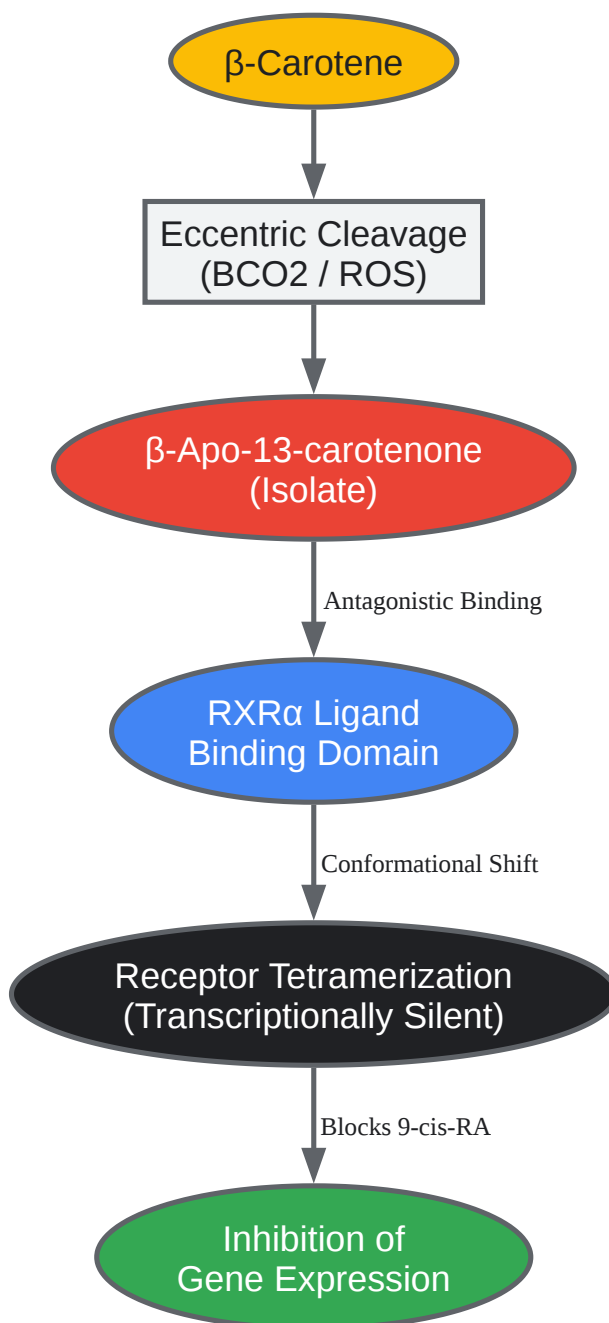 β-Carotene
Eccentric Cleavage
(BCO2 / ROS)
β-Apo-13-carotenone
(Isolate)
Antagonistic Binding
RXRα Ligand
Binding Domain
Conformational Shift
Receptor Tetramerization
(Transcriptionally Silent)
Blocks 9-cis-RA
Inhibition of
Gene Expression